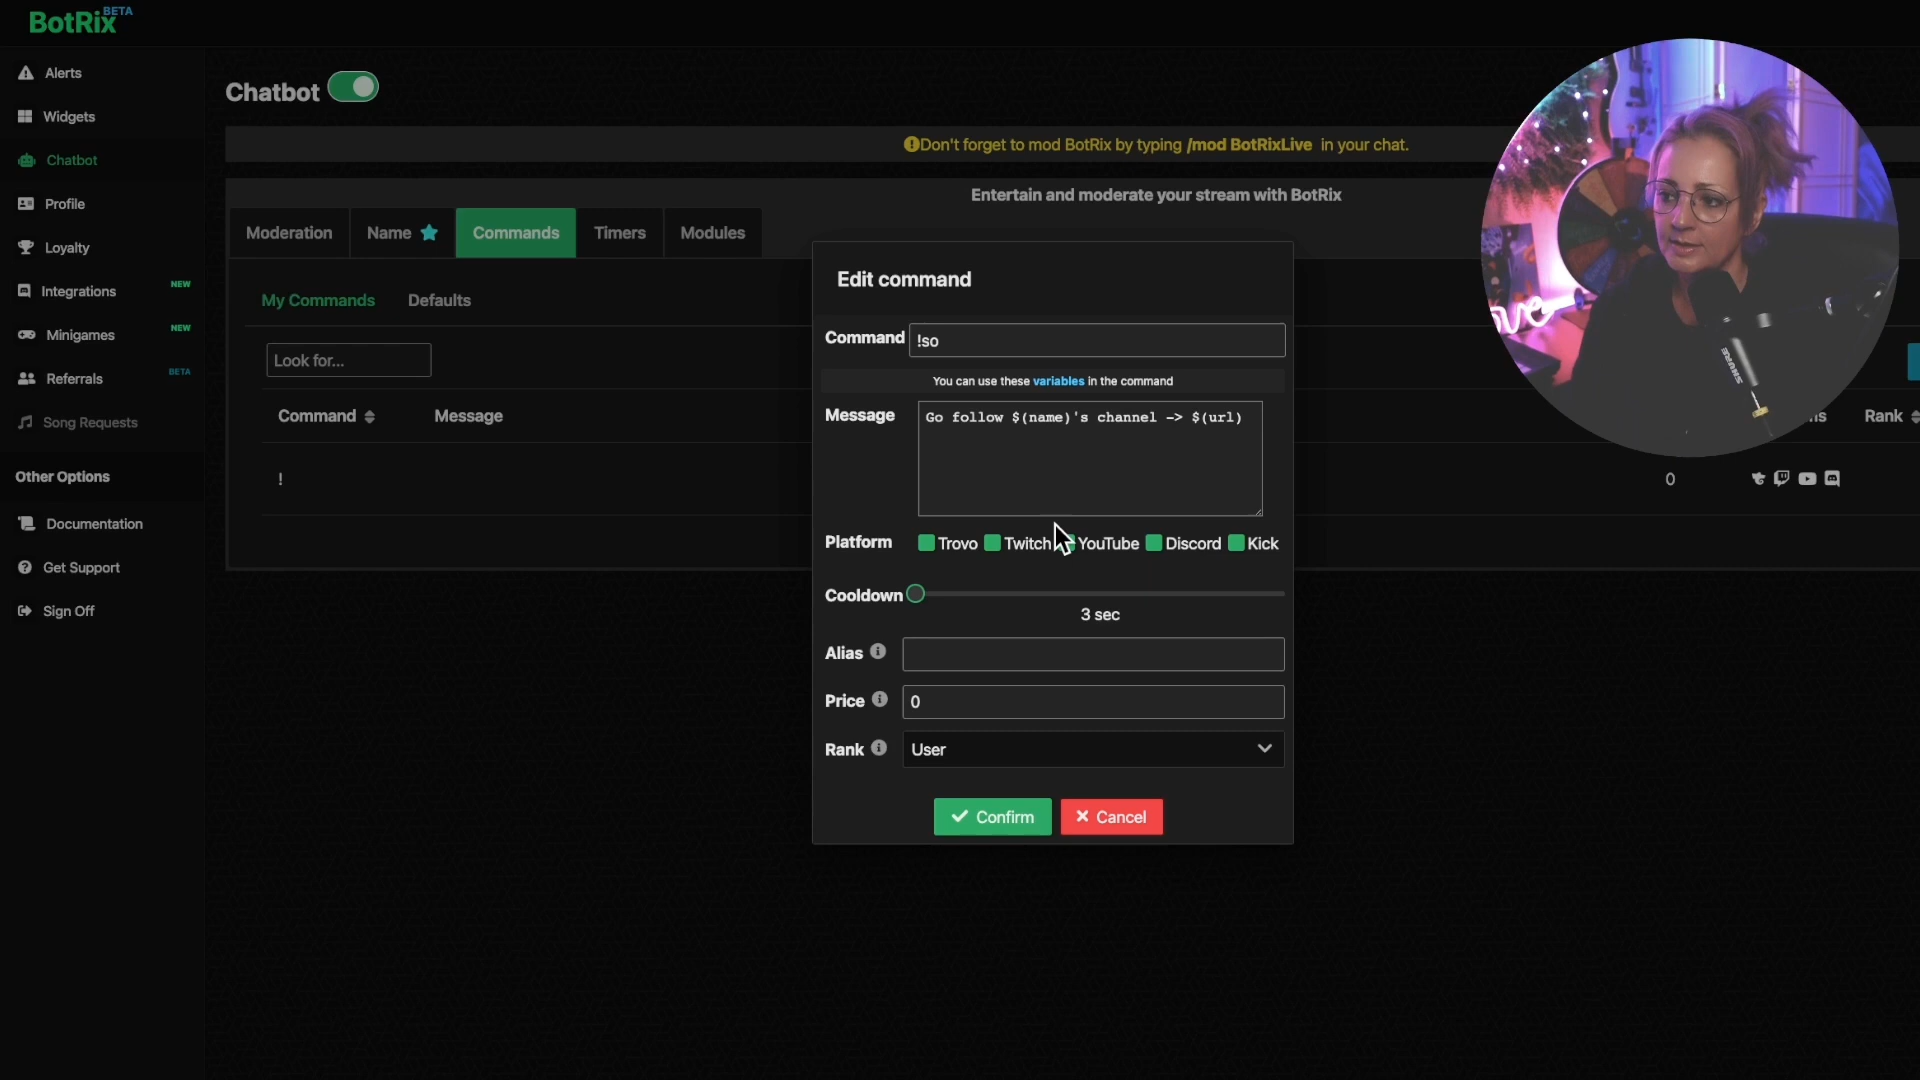 BotRix BETA
Alerts
Widgets
Chatbot
Profile
Loyalty
Integrations NEW
Minigames NEW
Referrals BETA
Song Requests
Other Options
Documentation
Get Support
Sign Off
Chatbot
Don't forget to mod BotRix by typing /mod BotRixLive in your chat.
Entertain and moderate your stream with BotRix
Moderation Name Commands Timers Modules
My Commands Defaults
Look for...
Command Message Rank
! 0
Edit command
Command !so
You can use these variables in the command
Message Go follow $(name)'s channel -> $(url)
Platform Trovo Twitch YouTube Discord Kick
Cooldown
3 sec
Alias
Price 0
Rank User
Confirm Cancel
SHURE